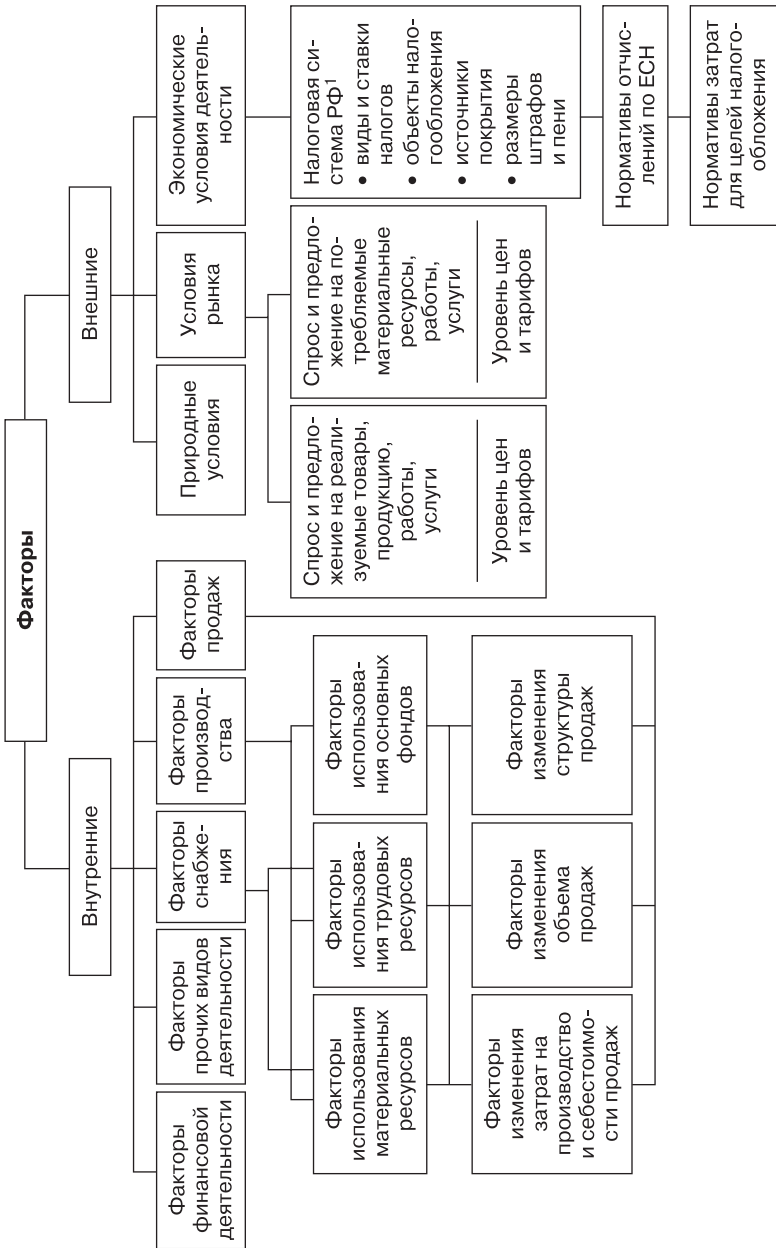 Факторы
Внутренние
Внешние
Факторы
финансовой
деятельности
Факторы
прочих видов
деятельности
Факторы
снабже-
ния
Факторы
производ-
ства
Факторы
продаж
Природные
условия
Условия
рынка
Экономические
условия деятель-
ности
Факторы
использования
материальных
ресурсов
Факторы
использова-
ния трудовых
ресурсов
Факторы
использова-
ния основных
фондов
Факторы
изменения
затрат на
производство
и себестоимо-
сти продаж
Факторы
изменения
объема
продаж
Факторы
изменения
структуры
продаж
Спрос и предло-
жение на реали-
зуемые товары,
продукцию,
работы,
услуги
Уровень цен
и тарифов
Спрос и предло-
жение на по-
требляемые
материальные
ресурсы,
работы,
услуги
Уровень цен
и тарифов
Налоговая си-
стема РФ¹
• виды и ставки
налогов
• объекты нало-
гообложения
• источники
покрытия
• размеры
штрафов
и пени
Нормативы отчис-
лений по ЕСН
Нормативы затрат
для целей налого-
обложения